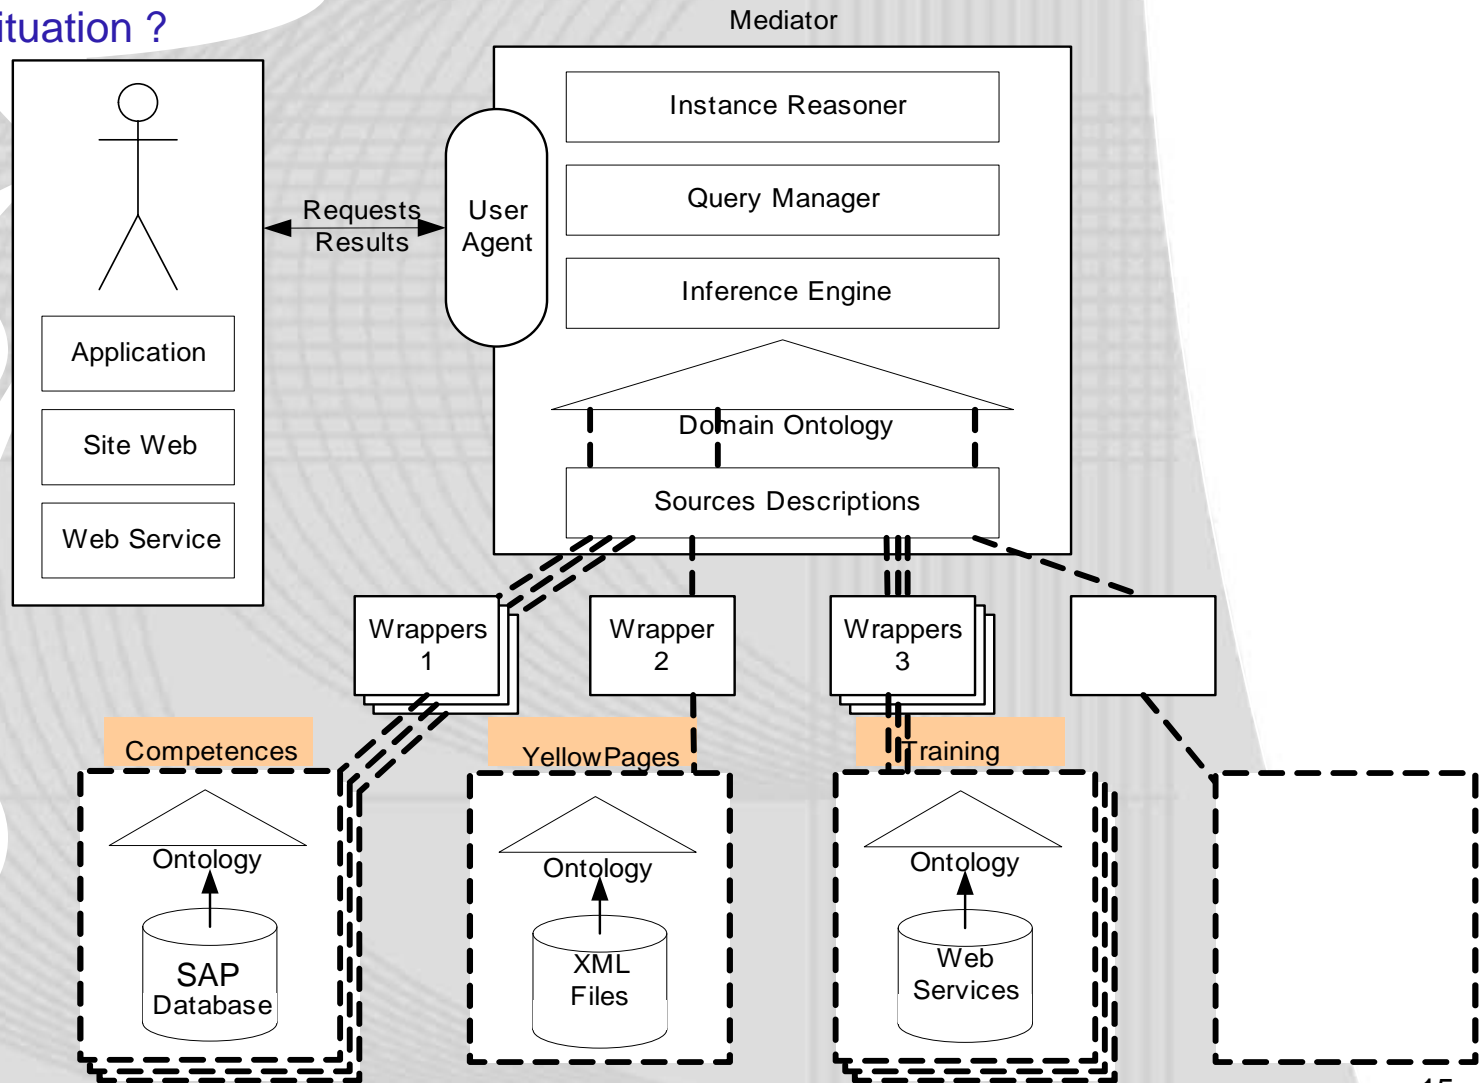 ituation ?
Mediator
Instance Reasoner
Query Manager
Inference Engine
Requests
Results
User
Agent
Application
Site Web
Web Service
Domain Ontology
Sources Descriptions
Wrappers
1
Wrapper
2
Wrappers
3
Competences
YellowPages
Training
Ontology
SAP
Database
Ontology
XML
Files
Ontology
Web
Services